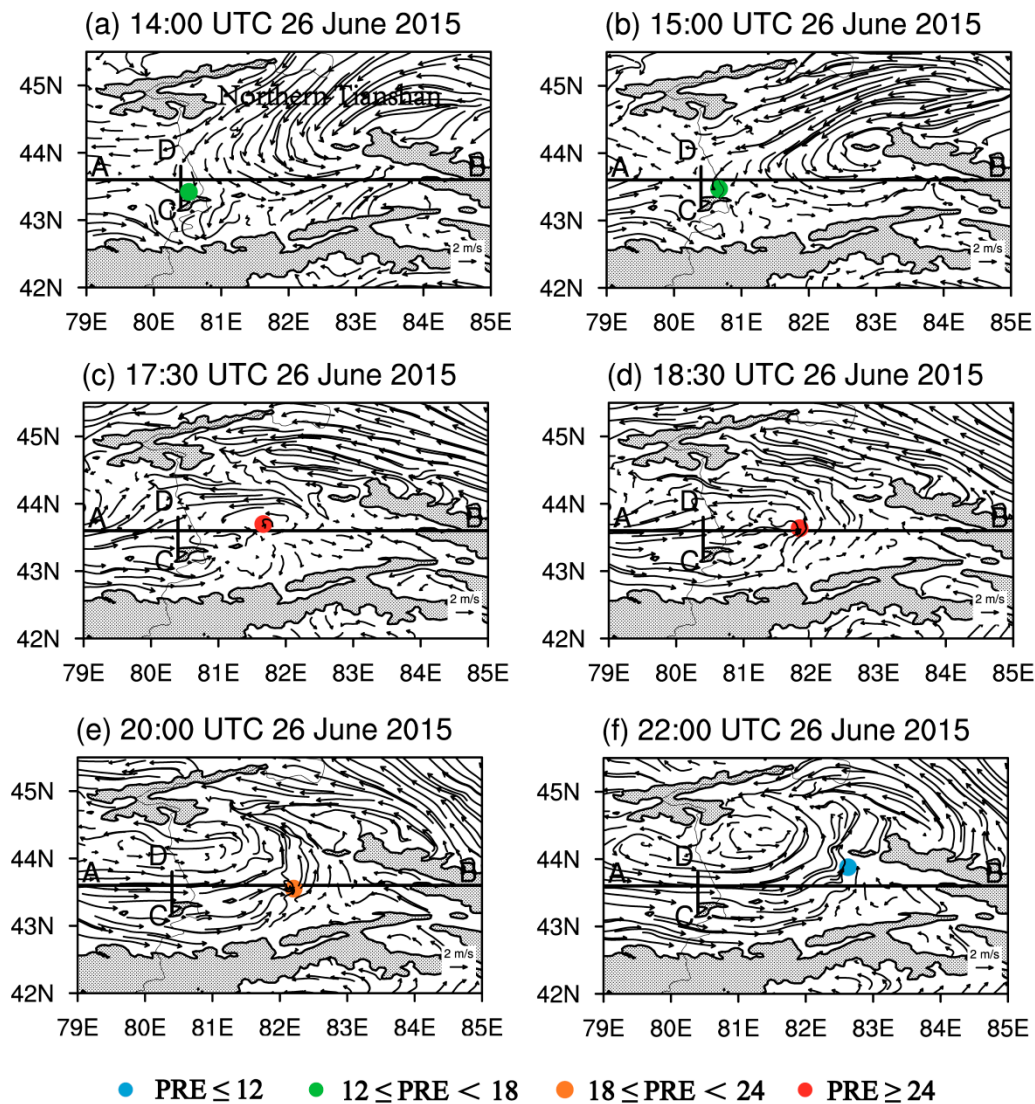 (a) 14:00 UTC 26 June 2015
(b) 15:00 UTC 26 June 2015
45N
44N
43N
42N
Northern Tianshan
A
D
B
C
2 m/s
79E 80E 81E 82E 83E 84E 85E
45N
44N
43N
42N
A
D
B
C
2 m/s
79E 80E 81E 82E 83E 84E 85E
(c) 17:30 UTC 26 June 2015
(d) 18:30 UTC 26 June 2015
45N
44N
43N
42N
A
D
B
C
2 m/s
79E 80E 81E 82E 83E 84E 85E
45N
44N
43N
42N
A
D
B
C
2 m/s
79E 80E 81E 82E 83E 84E 85E
(e) 20:00 UTC 26 June 2015
(f) 22:00 UTC 26 June 2015
45N
44N
43N
42N
A
D
B
C
2 m/s
79E 80E 81E 82E 83E 84E 85E
45N
44N
43N
42N
A
D
B
C
2 m/s
79E 80E 81E 82E 83E 84E 85E
PRE ≤ 12 12 ≤ PRE < 18 18 ≤ PRE < 24 PRE ≥ 24